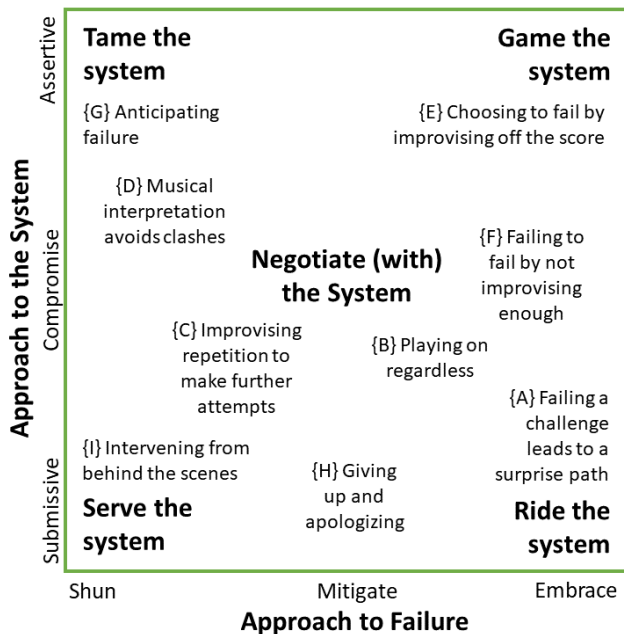 Approach to the System
Assertive
Compromise
Submissive
Tame the
system
Game the
system
{G} Anticipating
failure
{E} Choosing to fail by
improvising off the score
{D} Musical
interpretation
avoids clashes
{F} Failing to
fail by not
improvising
enough
Negotiate (with)
the System
{C} Improvising
repetition to
make further
attempts
{B} Playing on
regardless
{A} Failing a
challenge
leads to a
surprise path
{I} Intervening from
behind the scenes
{H} Giving
up and
apologizing
Serve the
system
Ride the
system
Shun
Mitigate
Embrace
Approach to Failure